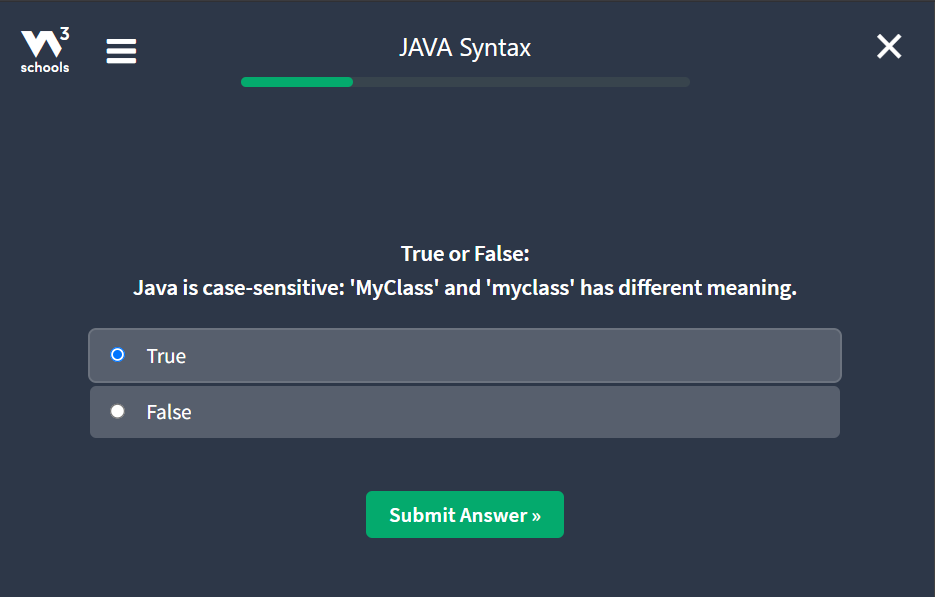 W3
schools
JAVA Syntax
True or False:
Java is case-sensitive: 'MyClass' and 'myclass' has different meaning.
True
False
Submit Answer »